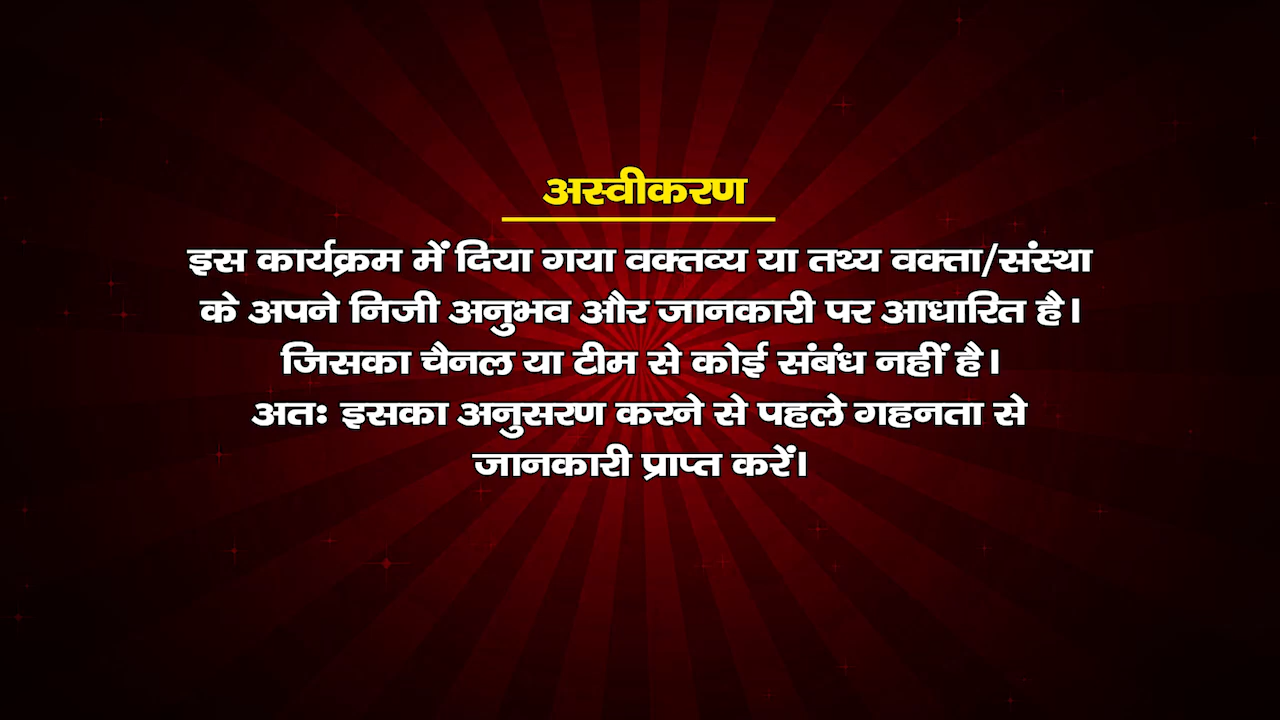 अस्वीकरण
इस कार्यक्रम में दिया गया वक्तव्य या तथ्य वक्ता/संस्था
के अपने निजी अनुभव और जानकारी पर आधारित है।
जिसका चैनल या टीम से कोई संबंध नहीं है।
अतः इसका अनुसरण करने से पहले गहनता से
जानकारी प्राप्त करें।